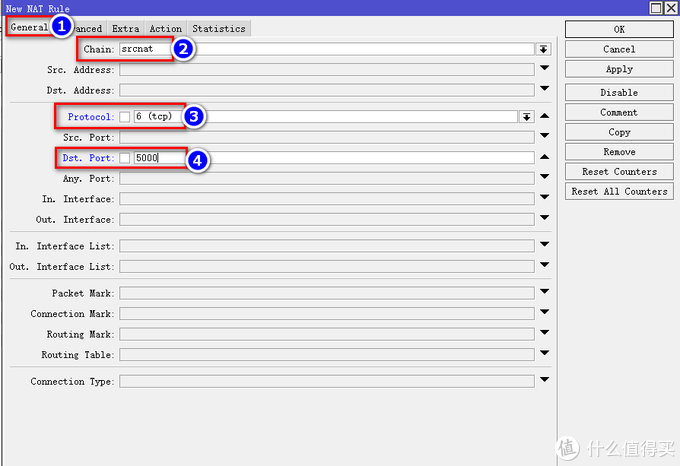 New NAT Rule
General 1 anced Extra Action Statistics
Chain: srcnat 2
Src. Address:
Dst. Address:
Protocol: 6 (tcp) 3
Src. Port:
Dst. Port: 5000 4
Any. Port:
In. Interface:
Out. Interface:
In. Interface List:
Out. Interface List:
Packet Mark:
Connection Mark:
Routing Mark:
Routing Table:
Connection Type:
OK
Cancel
Apply
Disable
Comment
Copy
Remove
Reset Counters
Reset All Counters
值 什么值得买